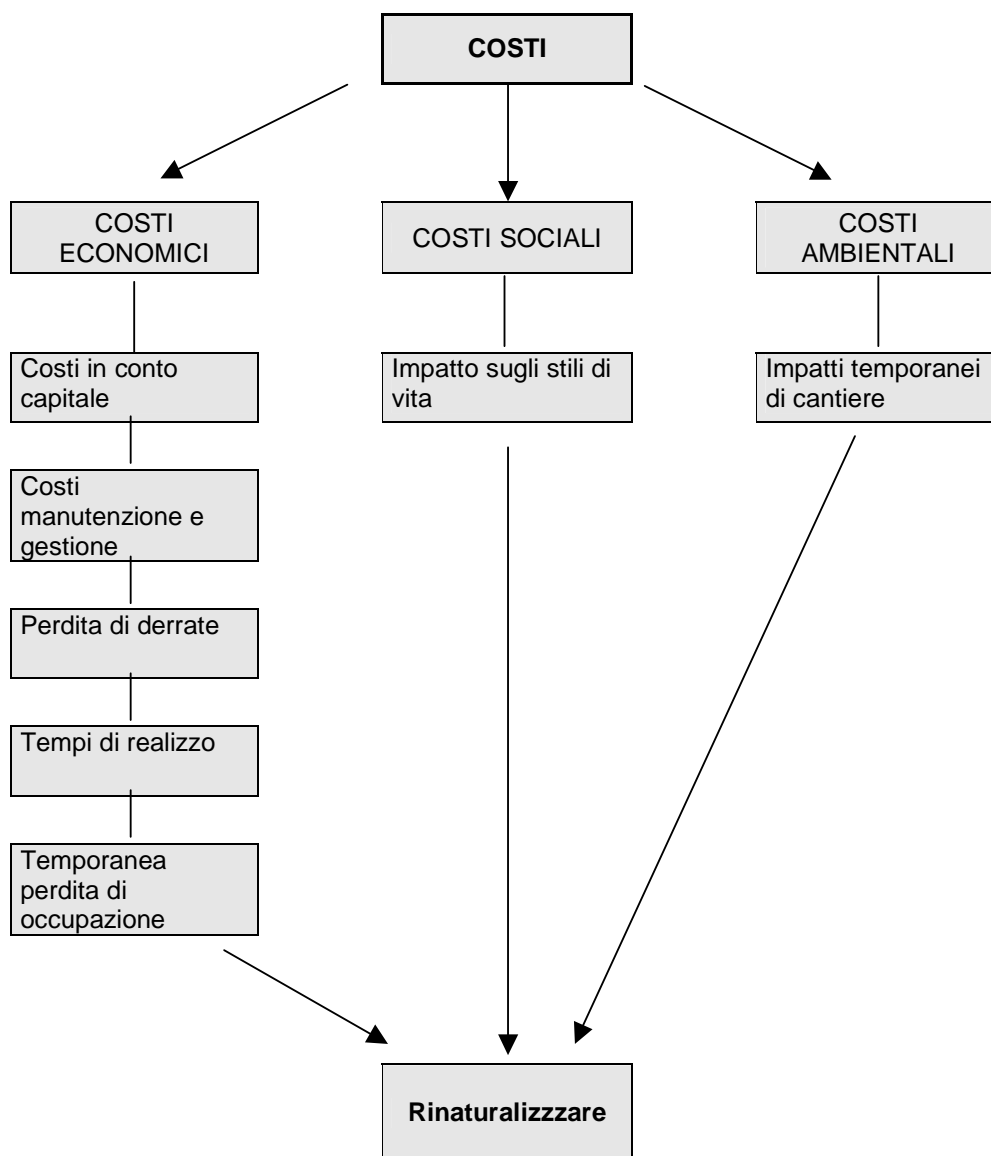 COSTI
COSTI
ECONOMICI
COSTI SOCIALI
COSTI
AMBIENTALI
Costi in conto
capitale
Impatto sugli stili di
vita
Impatti temporanei
di cantiere
Costi
manutenzione e
gestione
Perdita di derrate
Tempi di realizzo
Temporanea
perdita di
occupazione
Rinaturalizzzare